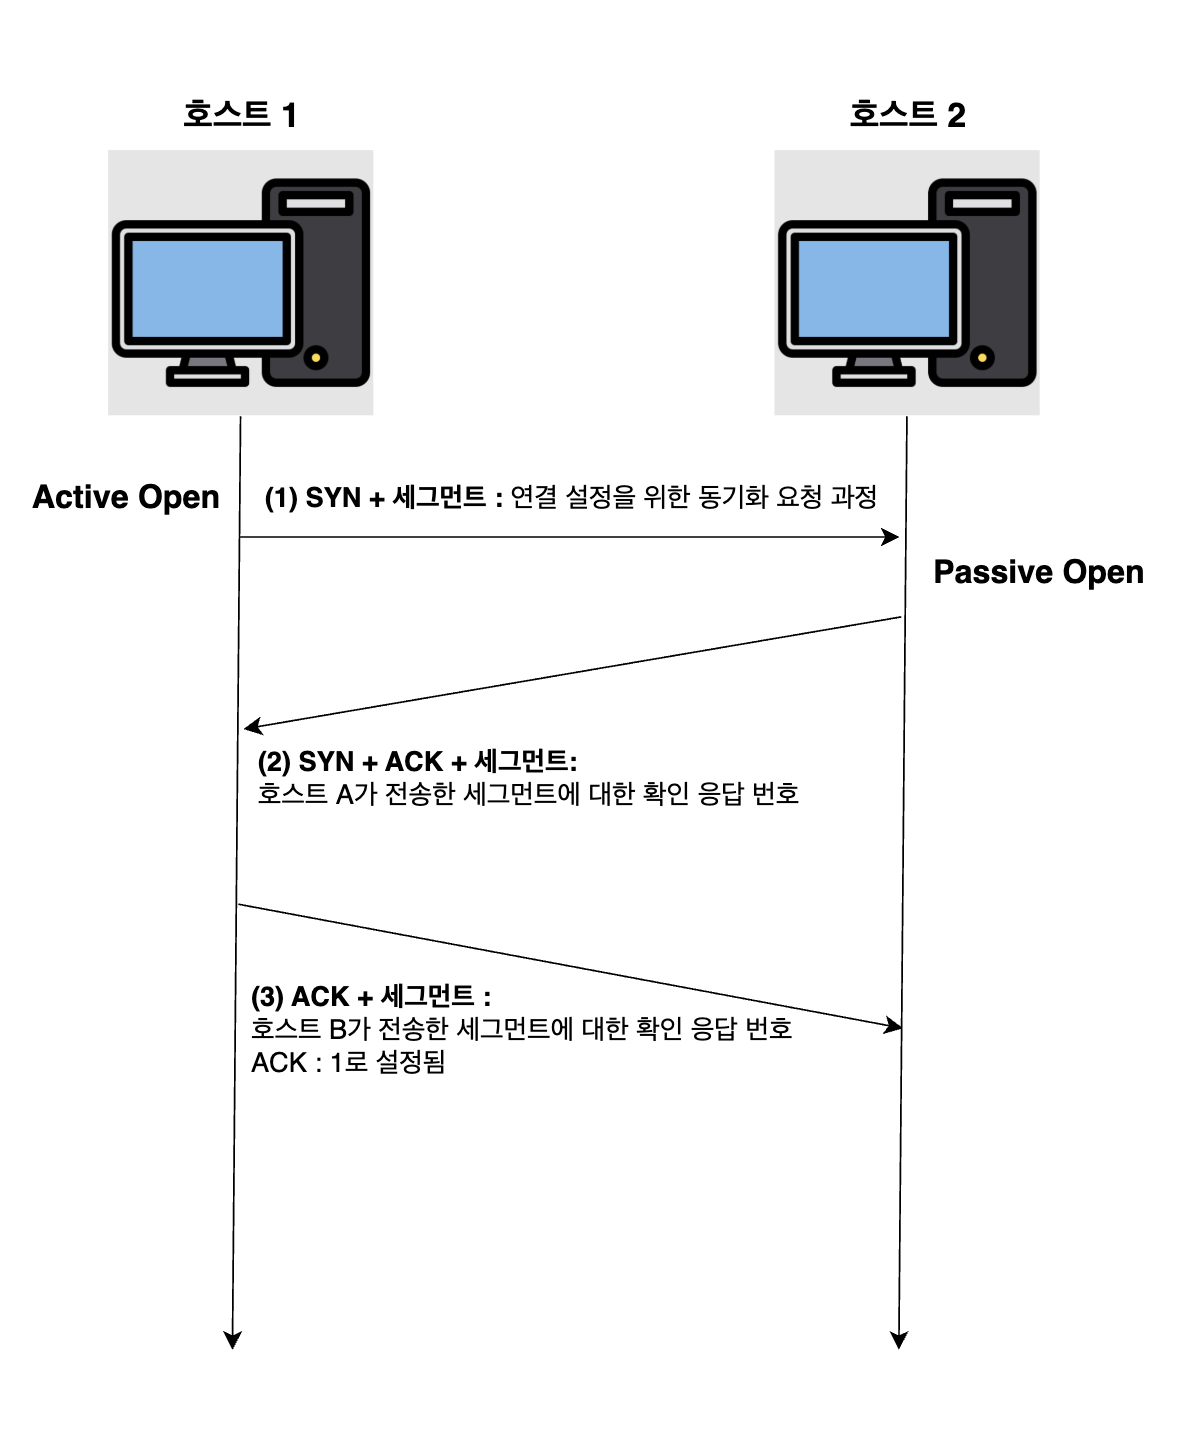 호스트 1
호스트 2
Active Open
(1) SYN + 세그먼트 : 연결 설정을 위한 동기화 요청 과정
Passive Open
(2) SYN + ACK + 세그먼트:
호스트 A가 전송한 세그먼트에 대한 확인 응답 번호
(3) ACK + 세그먼트 :
호스트 B가 전송한 세그먼트에 대한 확인 응답 번호
ACK : 1로 설정됨